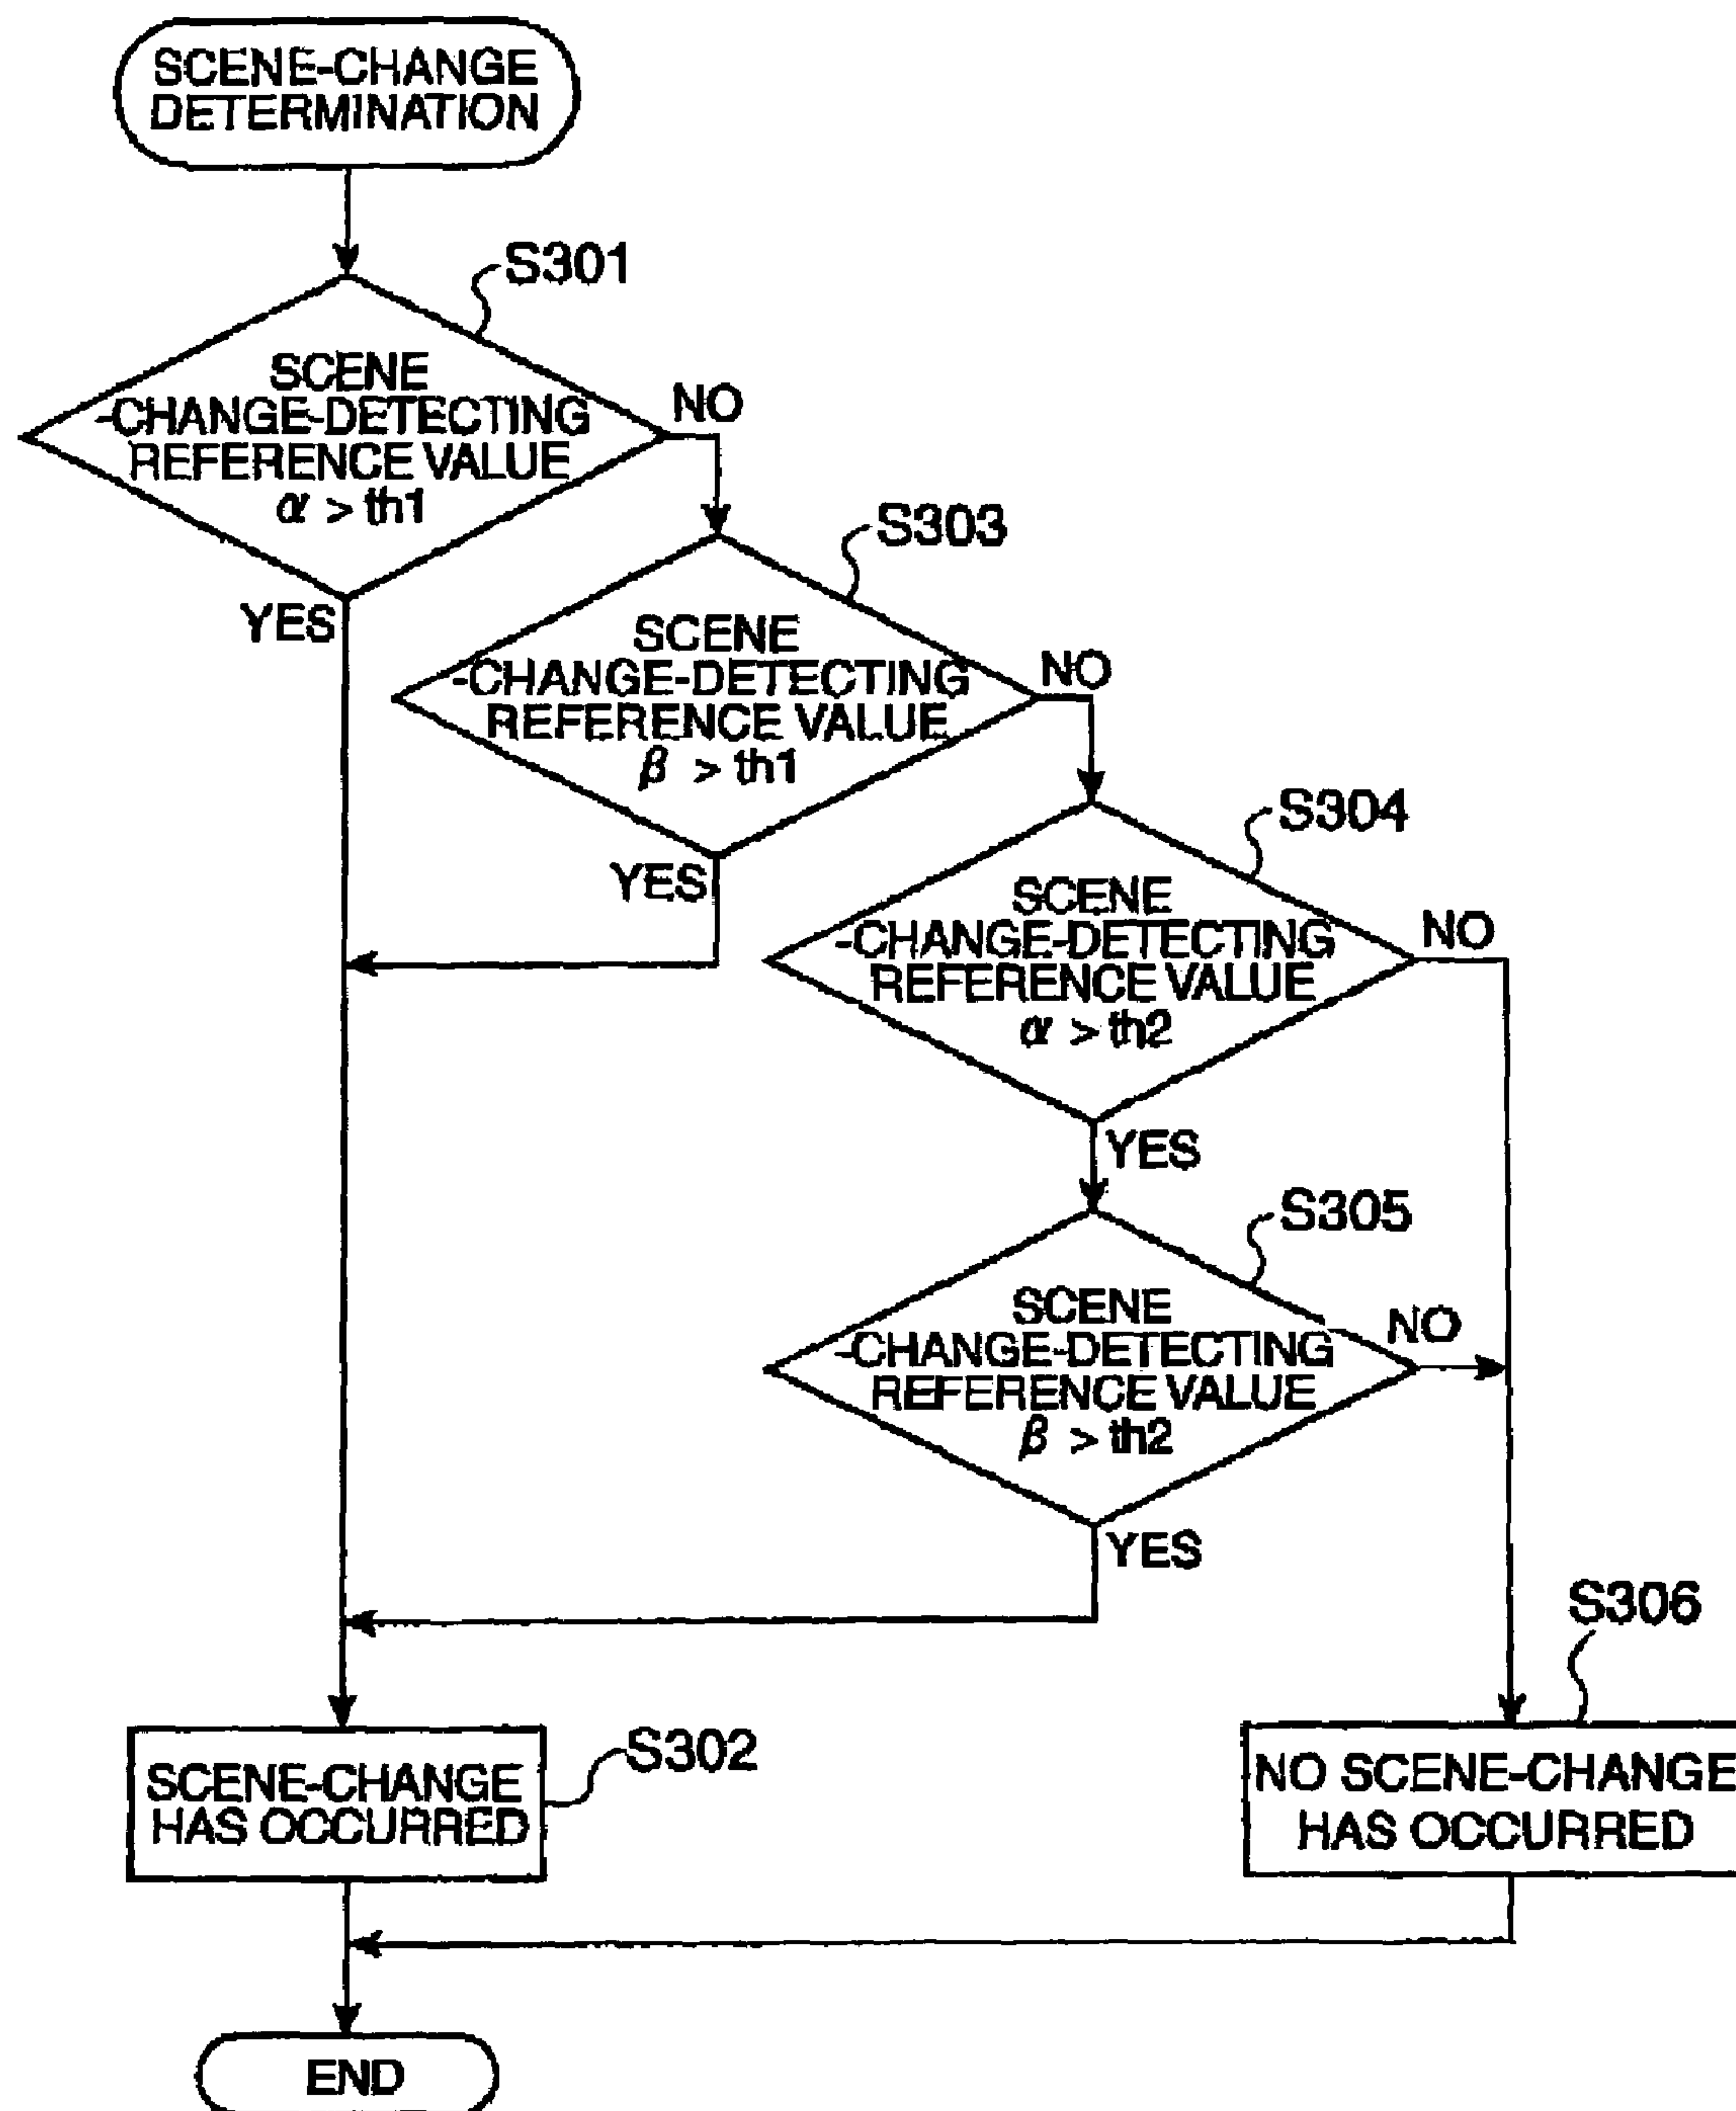 SCENE-CHANGE
DETERMINATION
S301
SCENE
-CHANGE-DETECTING
REFERENCE VALUE
α > th1
NO
YES
S303
SCENE
-CHANGE-DETECTING
REFERENCE VALUE
β > th1
NO
YES
S304
SCENE
-CHANGE-DETECTING
REFERENCE VALUE
α > th2
NO
YES
S305
SCENE
-CHANGE-DETECTING
REFERENCE VALUE
β > th2
NO
YES
S302
SCENE-CHANGE
HAS OCCURRED
S306
NO SCENE-CHANGE
HAS OCCURRED
END